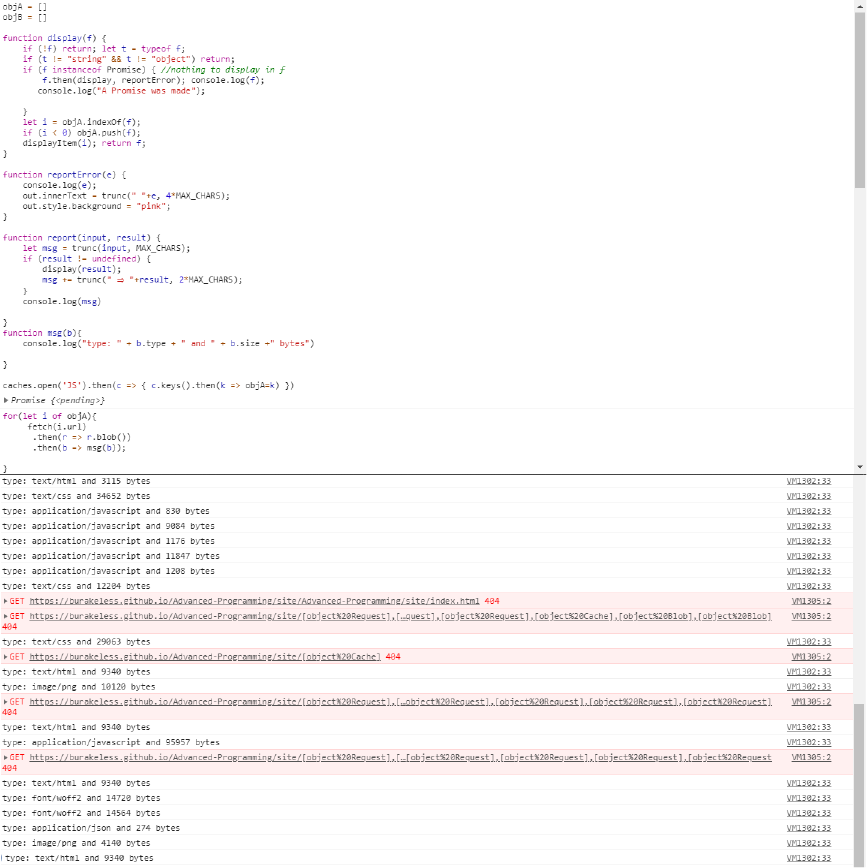 objA = []
objB = []
function display(f) {
if (!f) return; let t = typeof f;
if (t != "string" && t != "object") return;
if (f instanceof Promise) { //nothing to display in f
f.then(display, reportError); console.log(f);
console.log("A Promise was made");
}
let i = objA.indexOf(f);
if (i < 0) objA.push(f);
displayItem(i); return f;
}
function reportError(e) {
console.log(e);
out.innerText = trunc(" "+e, 4*MAX_CHARS);
out.style.background = "pink";
}
function report(input, result) {
let msg = trunc(input, MAX_CHARS);
if (result != undefined) {
display(result);
msg += trunc(" ⇒ "+result, 2*MAX_CHARS);
}
console.log(msg)
}
function msg(b){
console.log("type: " + b.type + " and " + b.size +" bytes")
}
caches.open('JS').then(c => { c.keys().then(k => objA=k) })
Promise {<pending>}
for(let i of objA){
fetch(i.url)
.then(r => r.blob())
.then(b => msg(b));
}
type: text/html and 3115 bytes VM1302:33
type: text/css and 34652 bytes VM1302:33
type: application/javascript and 830 bytes VM1302:33
type: application/javascript and 9084 bytes VM1302:33
type: application/javascript and 1176 bytes VM1302:33
type: application/javascript and 11847 bytes VM1302:33
type: application/javascript and 1208 bytes VM1302:33
type: text/css and 12204 bytes VM1302:33
GET https://burakeless.github.io/Advanced-Programming/site/Advanced-Programming/site/index.html 404 VM1305:2
GET https://burakeless.github.io/Advanced-Programming/site/[object%20Request],[…quest],[object%20Request],[object%20Cache],[object%20Blob],[object%20Blob] VM1305:2
404
type: text/css and 29063 bytes VM1302:33
GET https://burakeless.github.io/Advanced-Programming/site/[object%20Cache] 404 VM1305:2
type: text/html and 9340 bytes VM1302:33
type: image/png and 10120 bytes VM1302:33
GET https://burakeless.github.io/Advanced-Programming/site/[object%20Request],[…object%20Request],[object%20Request],[object%20Request],[object%20Request] VM1305:2
404
type: text/html and 9340 bytes VM1302:33
type: application/javascript and 95957 bytes VM1302:33
GET https://burakeless.github.io/Advanced-Programming/site/[object%20Request],[…[object%20Request],[object%20Request],[object%20Request],[object%20Request VM1305:2
404
type: text/html and 9340 bytes VM1302:33
type: font/woff2 and 14720 bytes VM1302:33
type: font/woff2 and 14564 bytes VM1302:33
type: application/json and 274 bytes VM1302:33
type: image/png and 4140 bytes VM1302:33
type: text/html and 9340 bytes VM1302:33